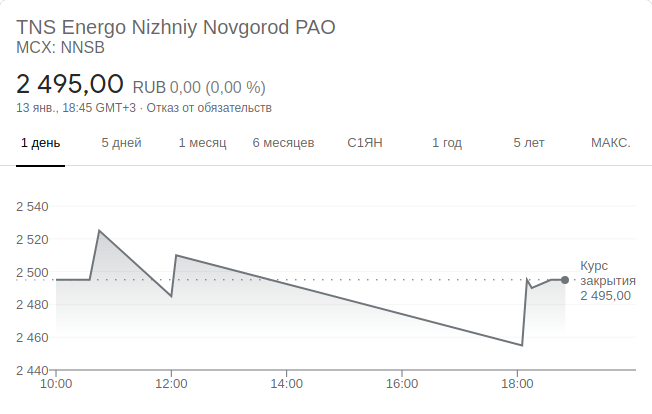 TNS Energo Nizhniy Novgorod PAO
MCX: NNSB
2 495,00 RUB 0,00 (0,00 %)
13 янв., 18:45 GMT+3 · Отказ от обязательств
1 день 5 дней 1 месяц 6 месяцев С1ЯН 1 год 5 лет МАКС.
2 540
2 520
2 500
2 480
2 460
2 440
Курс
закрытия
2 495,00
10:00 12:00 14:00 16:00 18:00